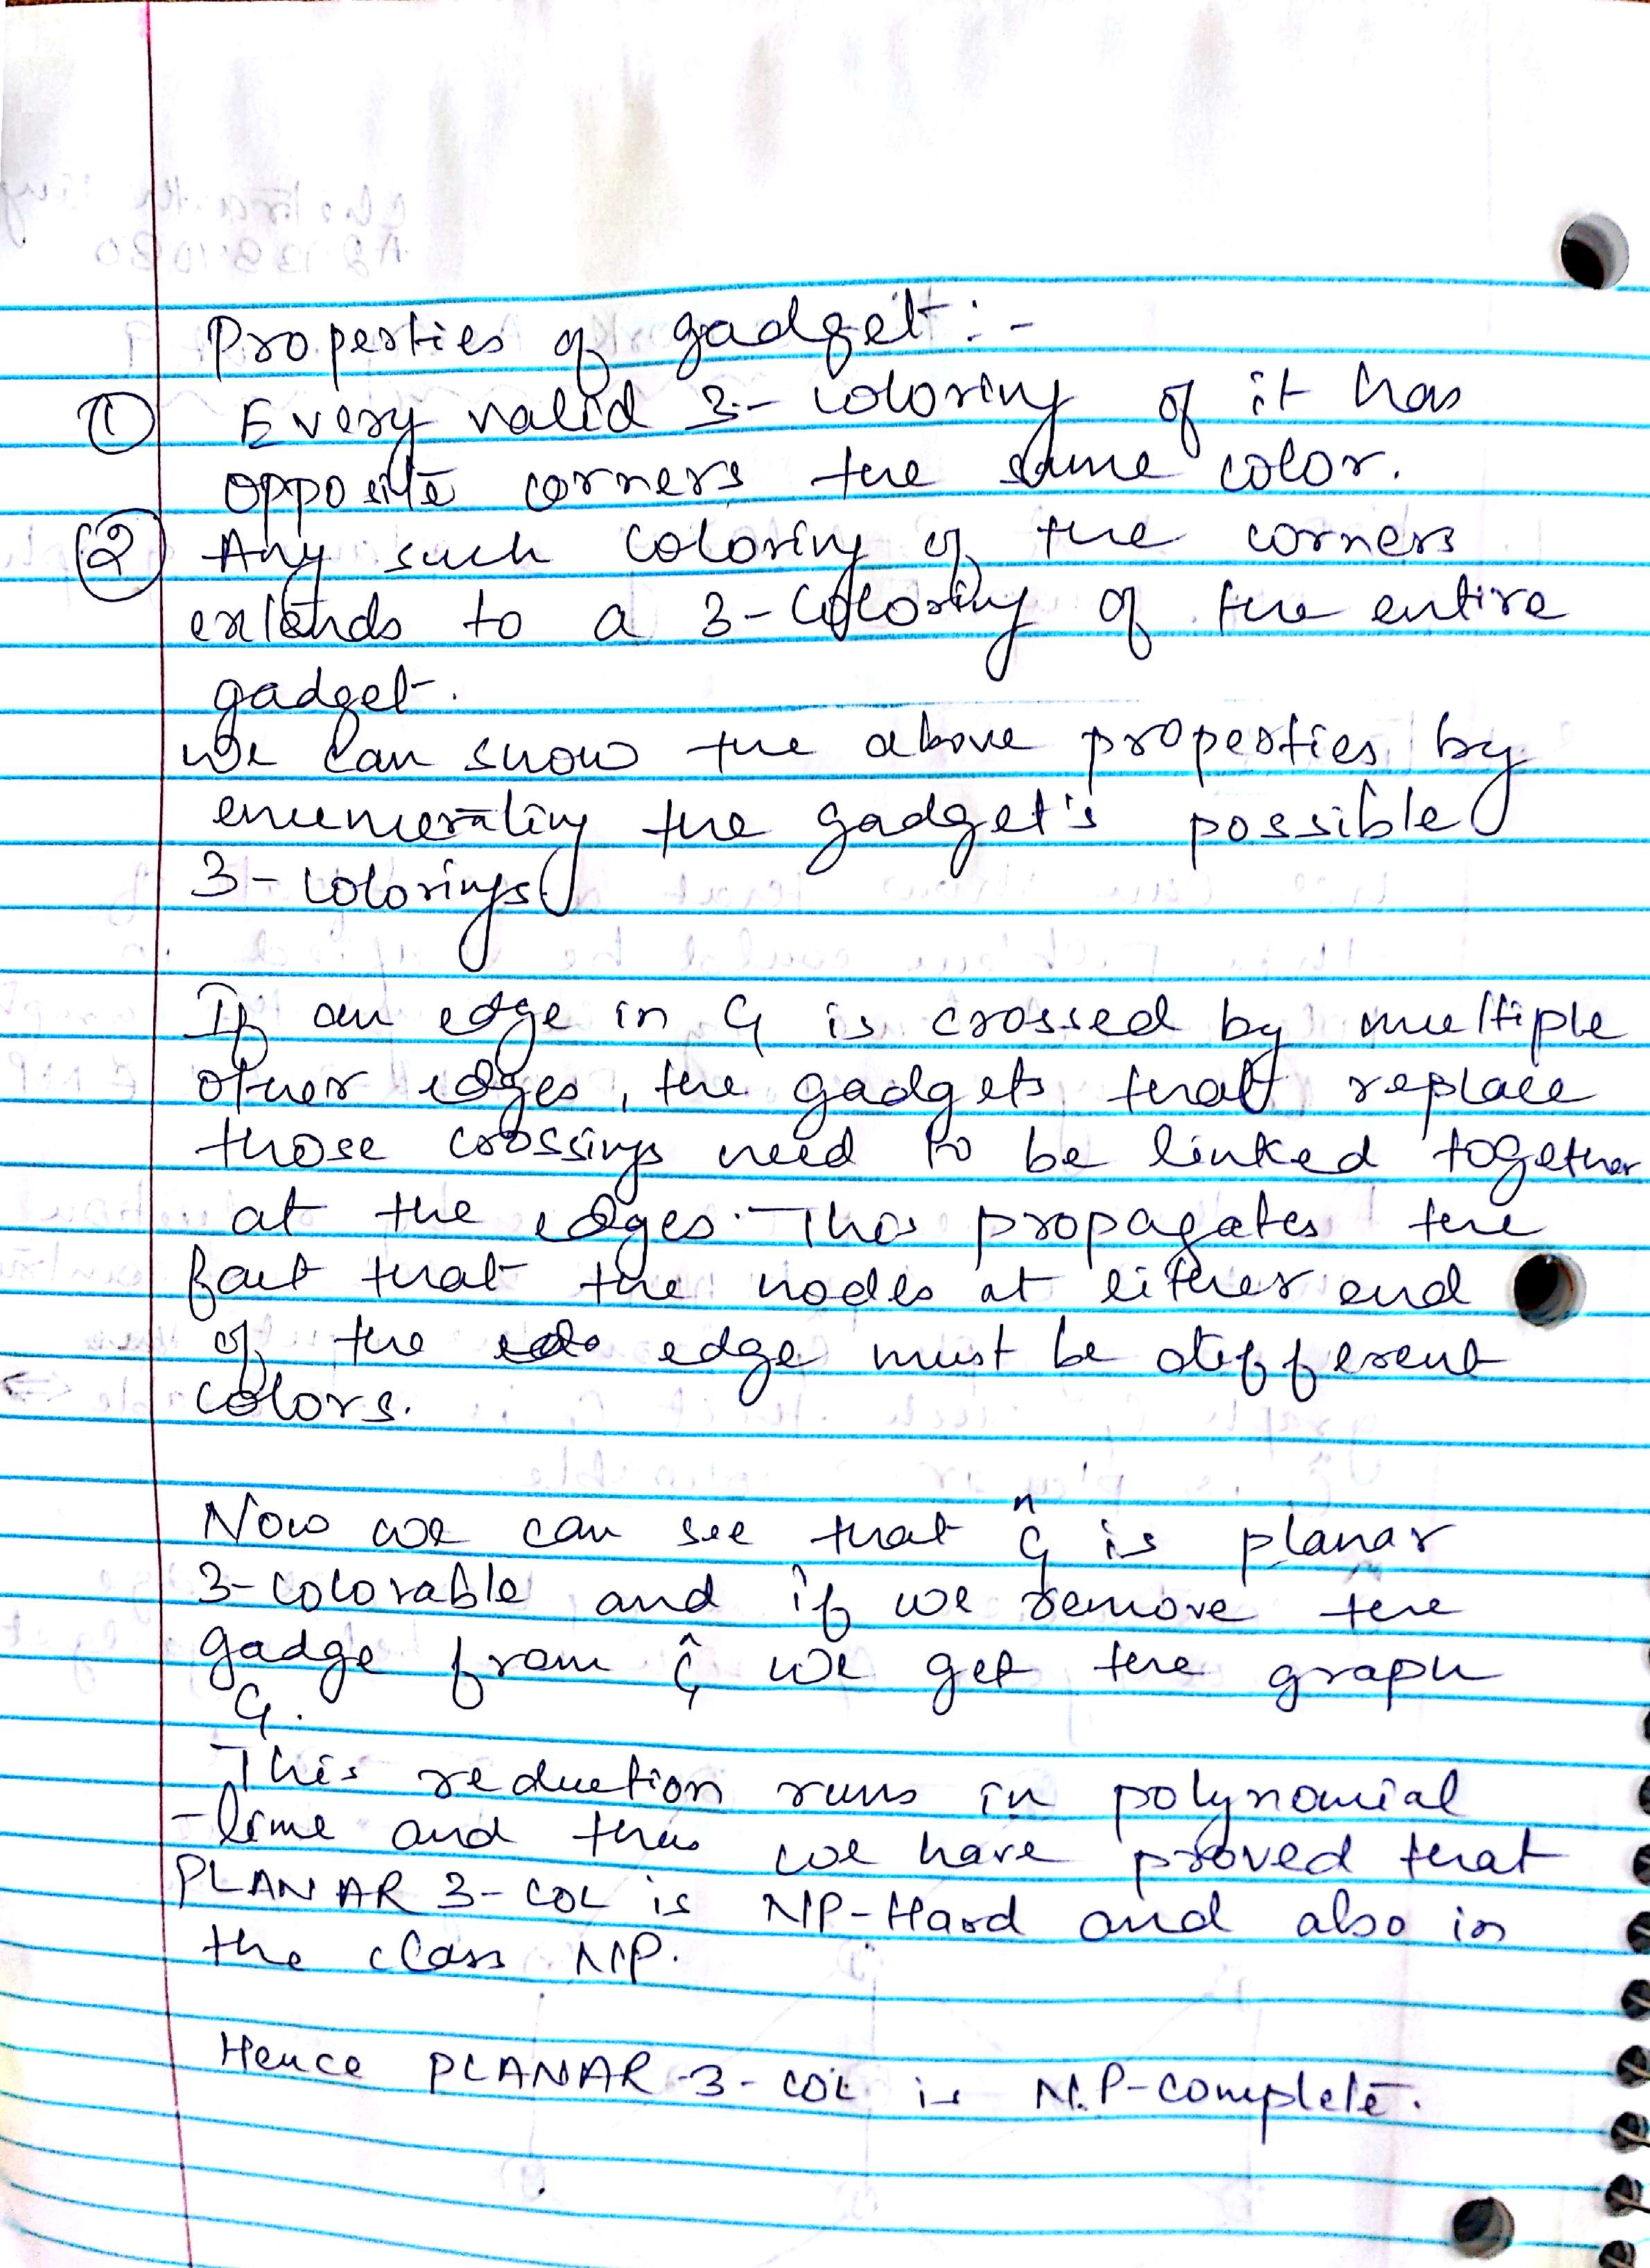 Properties of gadget :-
① Every valid 3-coloring of it has
opposite corners the same color.
② Any such coloring of the corners
extends to a 3-coloring of the entire
gadget.
we can show the above properties by
enumerating the gadget's possible
3-colorings
If an edge in G is crossed by multiple
other edges, the gadgets that replace
those crossings need to be linked together
at the edges. This propagates the
fact that the nodes at either end
of the edge must be different
colors.
Now we can see that Ĝ is planar
3-colorable and if we remove the
gadge from Ĝ we get the graph
G.
This reduction runs in polynomial
-time and thus we have proved that
PLANAR 3-COL is NP-Hard and also in
the class NP.
Hence PLANAR-3-COL is NP-complete.